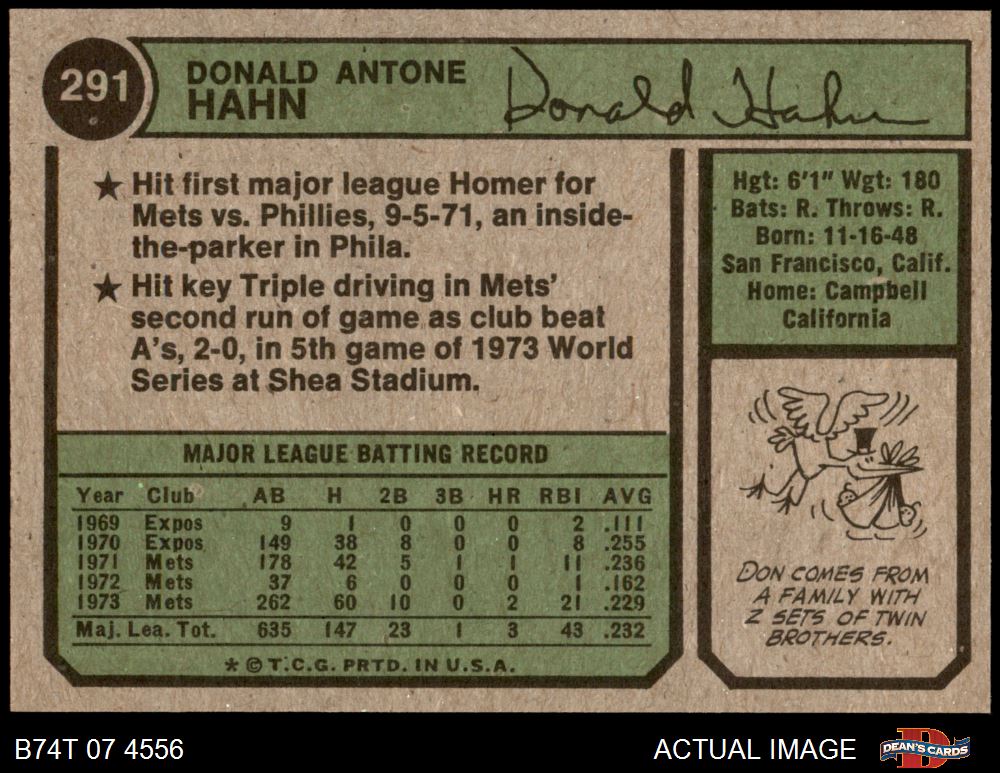 291
DONALD ANTONE
HAHN
Donald Hahn
★ Hit first major league Homer for
Mets vs. Phillies, 9-5-71, an inside-
the-parker in Phila.
★ Hit key Triple driving in Mets'
second run of game as club beat
A's, 2-0, in 5th game of 1973 World
Series at Shea Stadium.
Hgt: 6'1" Wgt: 180
Bats: R. Throws: R.
Born: 11-16-48
San Francisco, Calif.
Home: Campbell
California
MAJOR LEAGUE BATTING RECORD
Year Club AB H 2B 3B HR RBI AVG
1969 Expos 9 1 0 0 0 2 .111
1970 Expos 149 38 8 0 0 8 .255
1971 Mets 178 42 5 1 1 11 .236
1972 Mets 37 6 0 0 0 1 .162
1973 Mets 262 60 10 0 2 21 .229
Maj. Lea. Tot. 635 147 23 1 3 43 .232
* © T.C.G. PRTD. IN U.S.A.
DON COMES FROM
A FAMILY WITH
2 SETS OF TWIN
BROTHERS.
B74T 07 4556
ACTUAL IMAGE
B
DEAN'S CARDS